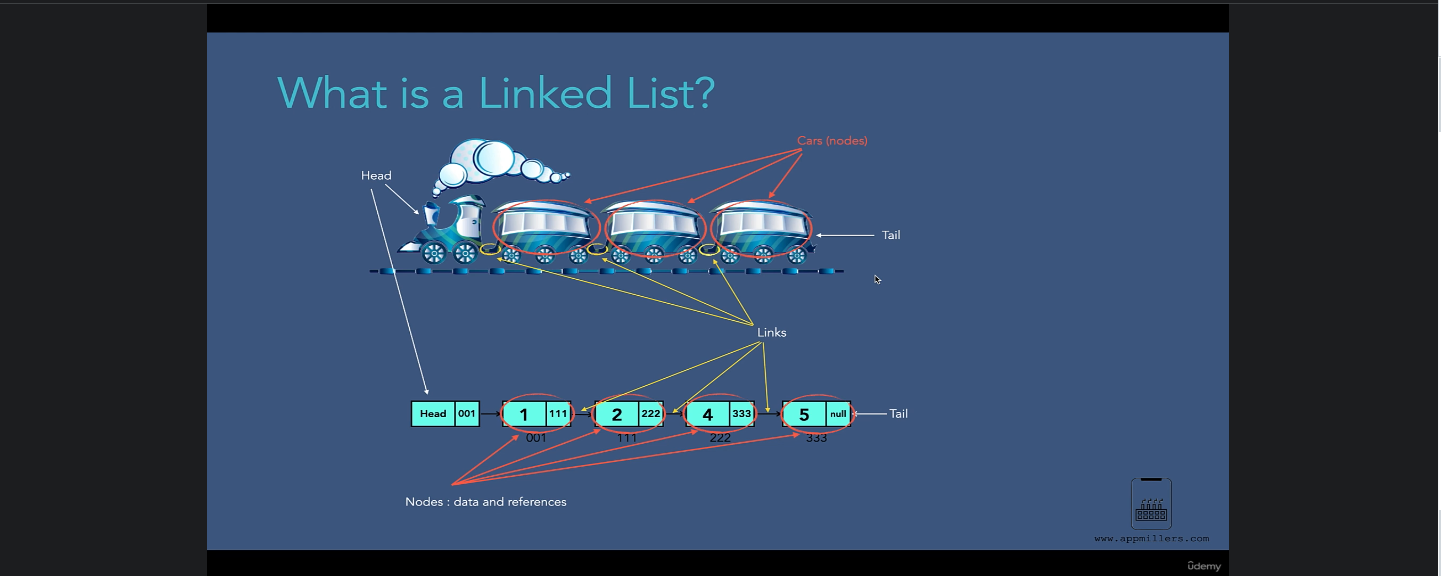 What is a Linked List?
Cars (nodes)
Head
Tail
Links
Head 001 1 111 2 222 4 333 5 null Tail
001 111 222 333
Nodes : data and references
www.appmillers.com
ûdemy